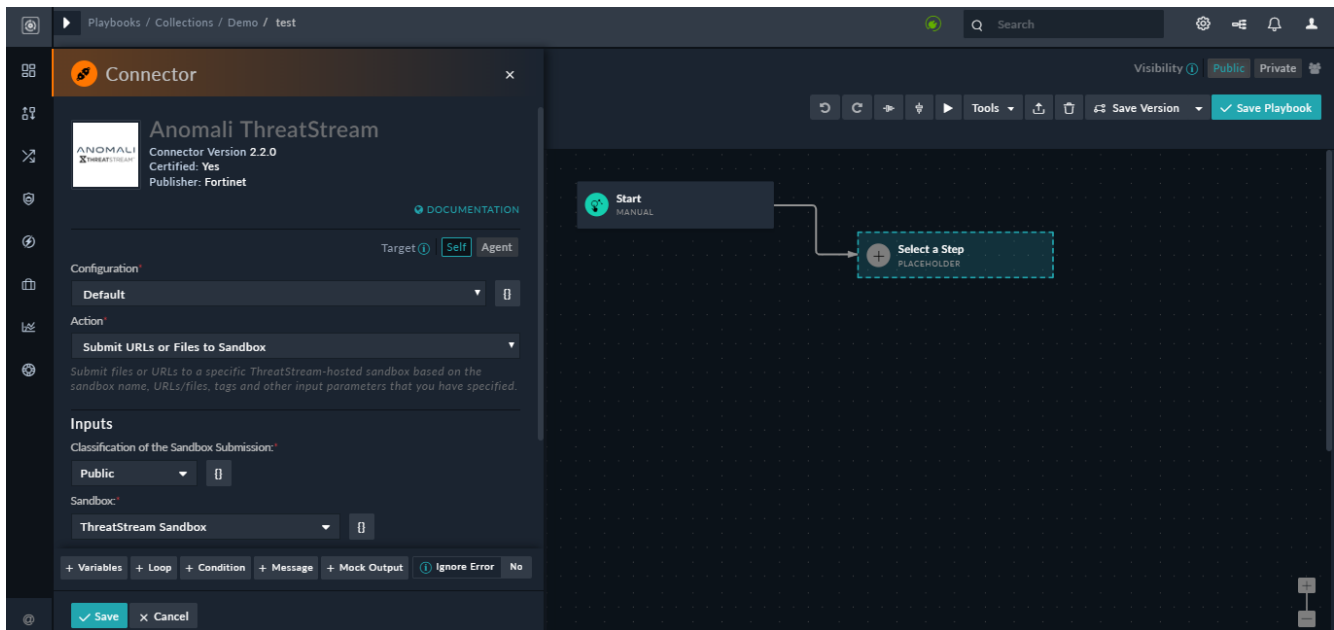 Playbooks / Collections / Demo / test
Search
Connector
×
Visibility
Public
Private
Tools
Save Version
Save Playbook
ANOMALI
THREATSTREAM
Anomali ThreatStream
Connector Version 2.2.0
Certified: Yes
Publisher: Fortinet
DOCUMENTATION
Target
Self
Agent
Configuration*
Default
{}
Action*
Submit URLs or Files to Sandbox
Submit files or URLs to a specific ThreatStream-hosted sandbox based on the
sandbox name, URLs/files, tags and other input parameters that you have specified.
Inputs
Classification of the Sandbox Submission:*
Public
{}
Sandbox:*
ThreatStream Sandbox
{}
+ Variables
+ Loop
+ Condition
+ Message
+ Mock Output
Ignore Error
No
Save
× Cancel
@
Start
MANUAL
Select a Step
PLACEHOLDER